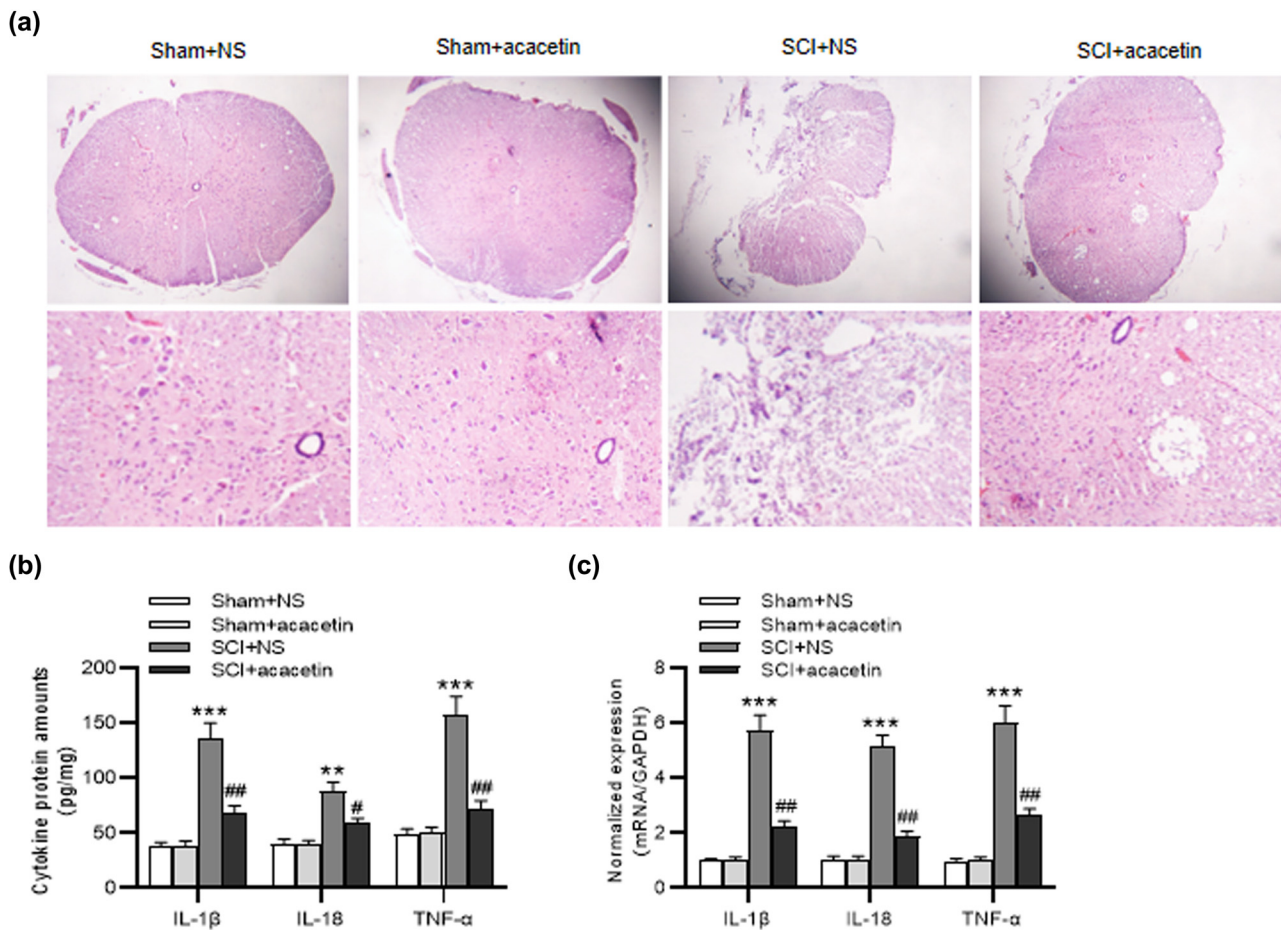 (a)
Sham+NS
Sham+acacetin
SCI+NS
SCI+acacetin
(b)
Sham+NS
Sham+acacetin
SCI+NS
SCI+acacetin
Cytokine protein amounts
(pg/mg)
200
150
100
50
0
***
##
**
#
***
##
IL-1β
IL-18
TNF-α
(c)
Sham+NS
Sham+acacetin
SCI+NS
SCI+acacetin
Normalized expression
(mRNA/GAPDH)
8
6
4
2
0
***
##
***
##
***
##
IL-1β
IL-18
TNF-α